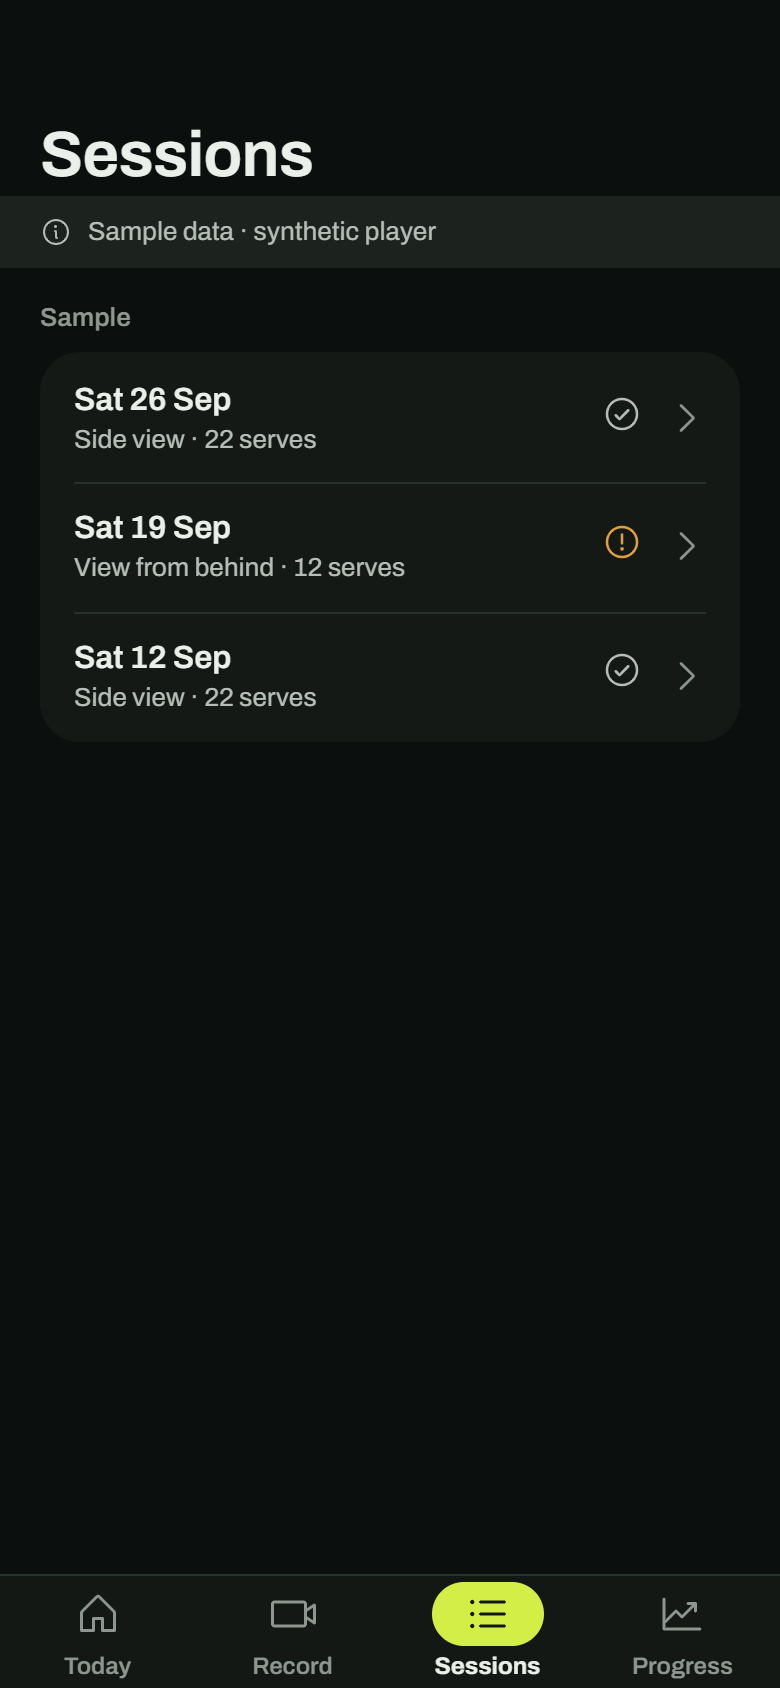 Sessions
Sample data · synthetic player
Sample
Sat 26 Sep
Side view · 22 serves
Sat 19 Sep
View from behind · 12 serves
Sat 12 Sep
Side view · 22 serves
Today
Record
Sessions
Progress